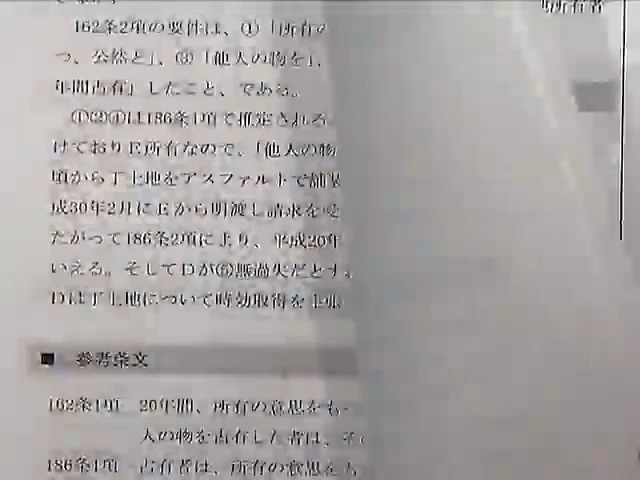 的所有者
162条2項の要件は、①「所有の
つ、公然と」、③「他人の物を」、
年間占有」したこと、である。
①②④は186条1項で推定される
けておりE所有なので、「他人の物
頃から丁土地をアスファルトで舗装
成30年2月にEから明渡し請求を受
たがって186条2項により、平成20年
いえる。そしてDが⑤無過失だとす
Dは丁土地について時効取得を主張
■ 参考条文
162条1項 20年間、所有の意思をも
人の物を占有した者は、そ
186条1項 占有者は、所有の意思を